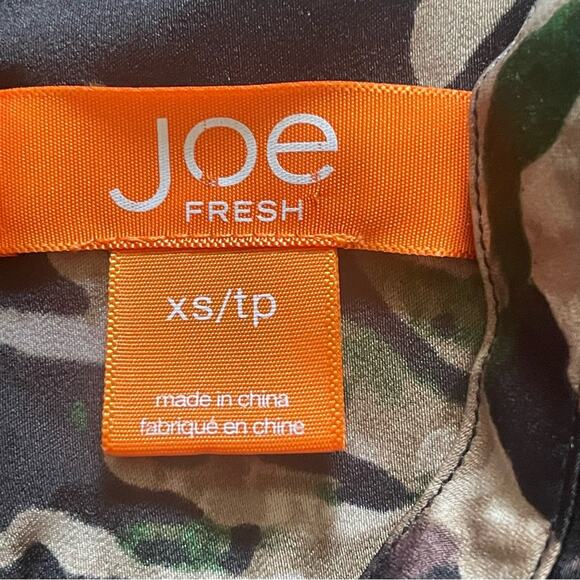 Joe
FRESH
xs/tp
made in china
fabriqué en chine